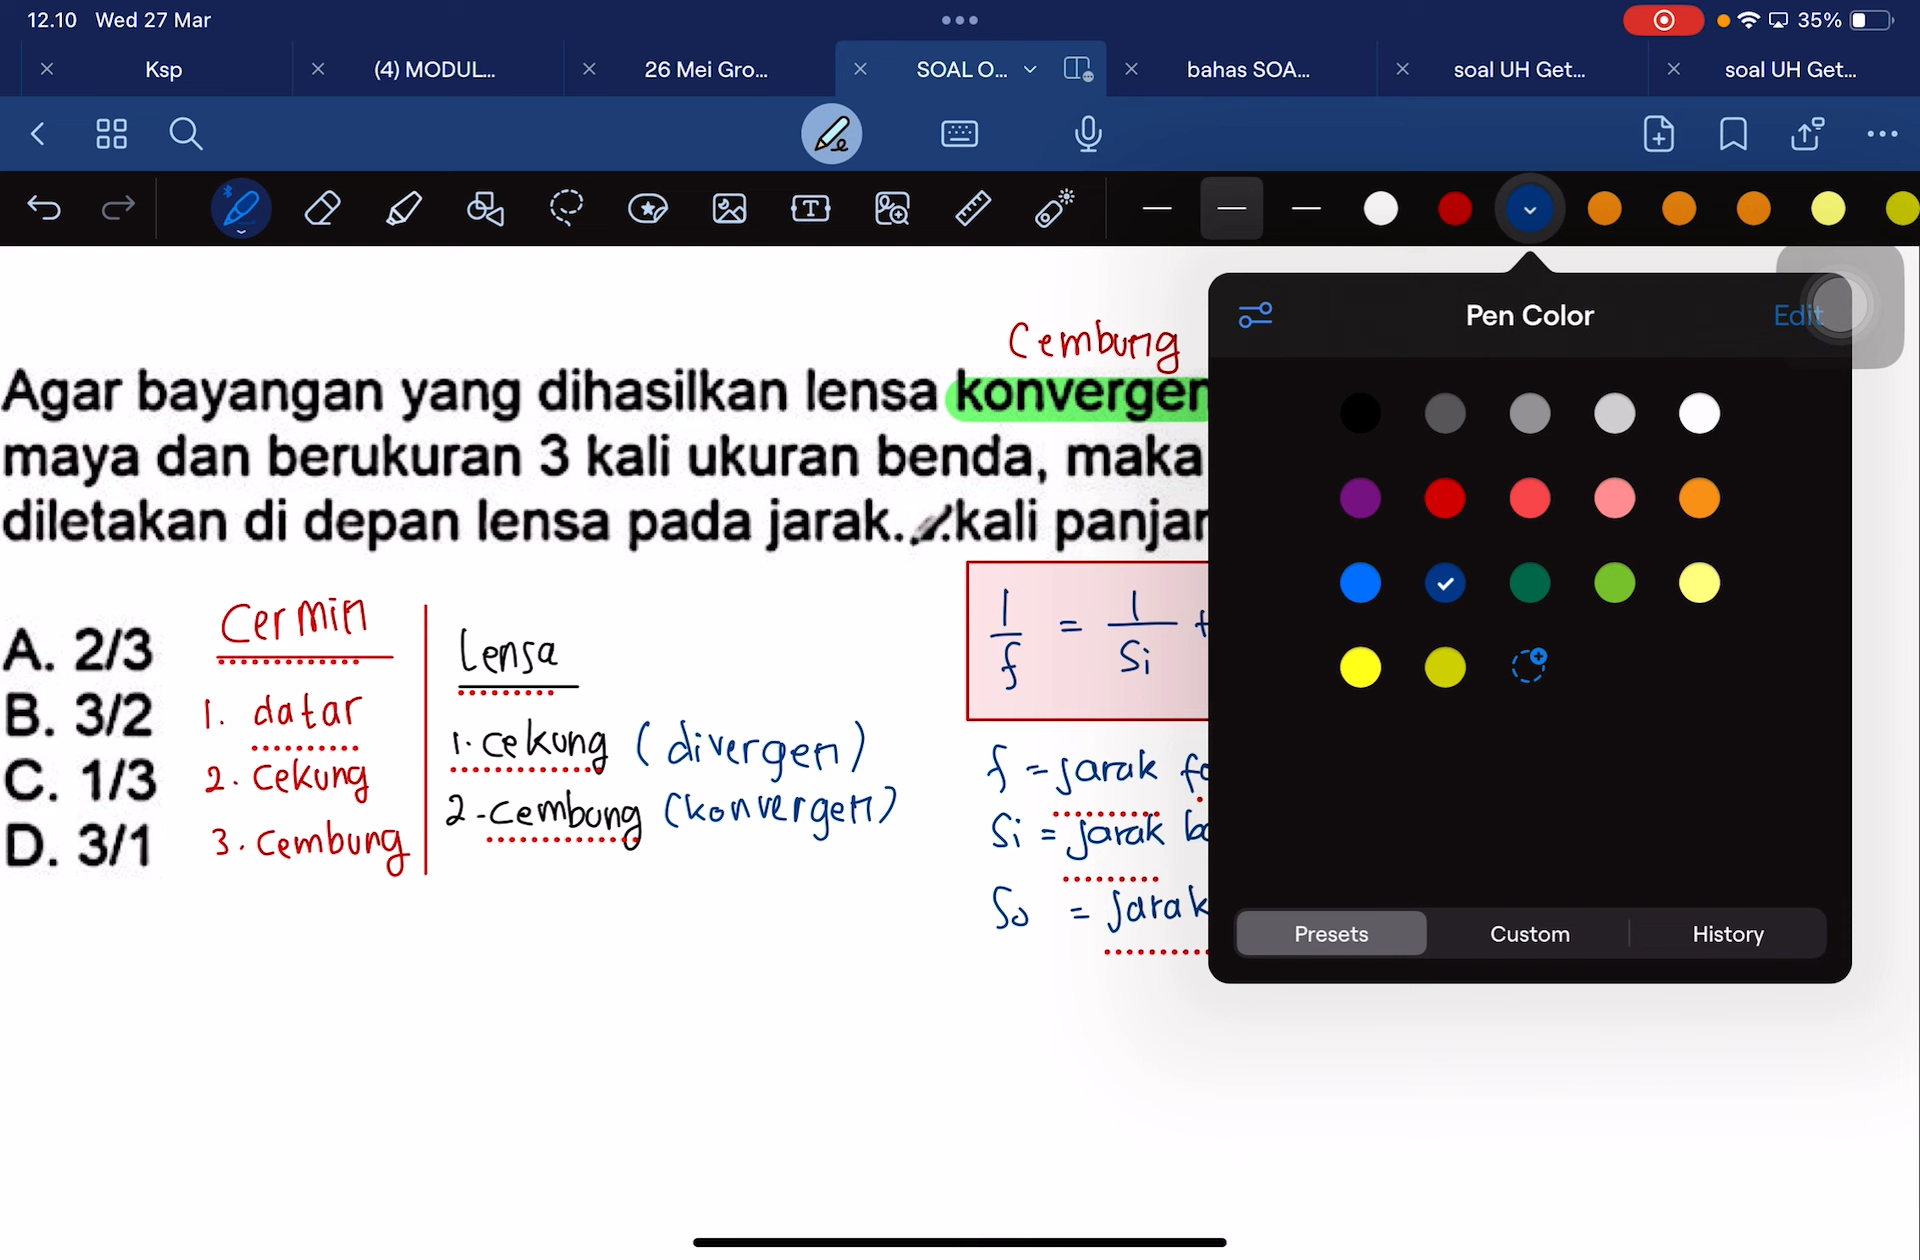 12.10 Wed 27 Mar
35%
Ksp
(4) MODUL...
26 Mei Gro...
SOAL O...
bahas SOA...
soal UH Get...
soal UH Get...
T
Pen Color
Edit
Cembung
Agar bayangan yang dihasilkan lensa konvergen
maya dan berukuran 3 kali ukuran benda, maka
diletakan di depan lensa pada jarak...kali panjan
A. 2/3
B. 3/2
C. 1/3
D. 3/1
Cermin
1. datar
2. Cekung
3. Cembung
Lensa
1. cekung (divergen)
2-cembung (konvergen)
1/f = 1/Si +
f = jarak fo
Si = jarak
So = jarak
Presets
Custom
History